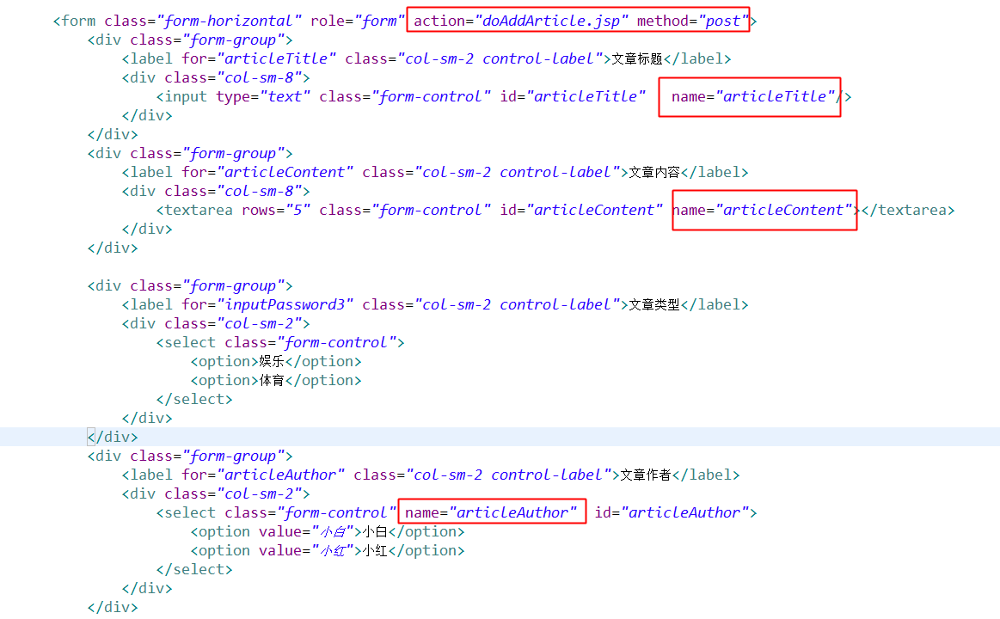 <form class="form-horizontal" role="form" action="doAddArticle.jsp" method="post">
<div class="form-group">
<label for="articleTitle" class="col-sm-2 control-label">文章标题</label>
<div class="col-sm-8">
<input type="text" class="form-control" id="articleTitle" name="articleTitle"/>
</div>
</div>
<div class="form-group">
<label for="articleContent" class="col-sm-2 control-label">文章内容</label>
<div class="col-sm-8">
<textarea rows="5" class="form-control" id="articleContent" name="articleContent"></textarea>
</div>
</div>
<div class="form-group">
<label for="inputPassword3" class="col-sm-2 control-label">文章类型</label>
<div class="col-sm-2">
<select class="form-control">
<option>娱乐</option>
<option>体育</option>
</select>
</div>
</div>
<div class="form-group">
<label for="articleAuthor" class="col-sm-2 control-label">文章作者</label>
<div class="col-sm-2">
<select class="form-control" name="articleAuthor" id="articleAuthor">
<option value="小白">小白</option>
<option value="小红">小红</option>
</select>
</div>
</div>